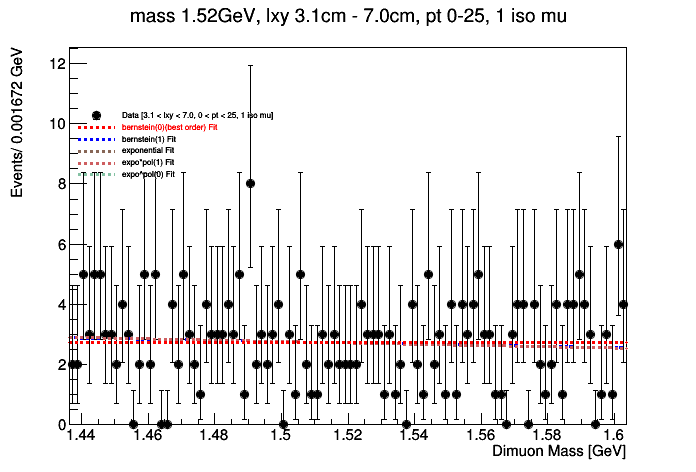 mass 1.52GeV, lxy 3.1cm - 7.0cm, pt 0-25, 1 iso mu
Events/ 0.001672 GeV
12
10
8
6
4
2
0
Data [3.1 < lxy < 7.0, 0 < pt < 25, 1 iso mu]
bernstein(0)(best order) Fit
bernstein(1) Fit
exponential Fit
expo*pol(1) Fit
expo*pol(0) Fit
1.44 1.46 1.48 1.5 1.52 1.54 1.56 1.58 1.6
Dimuon Mass [GeV]